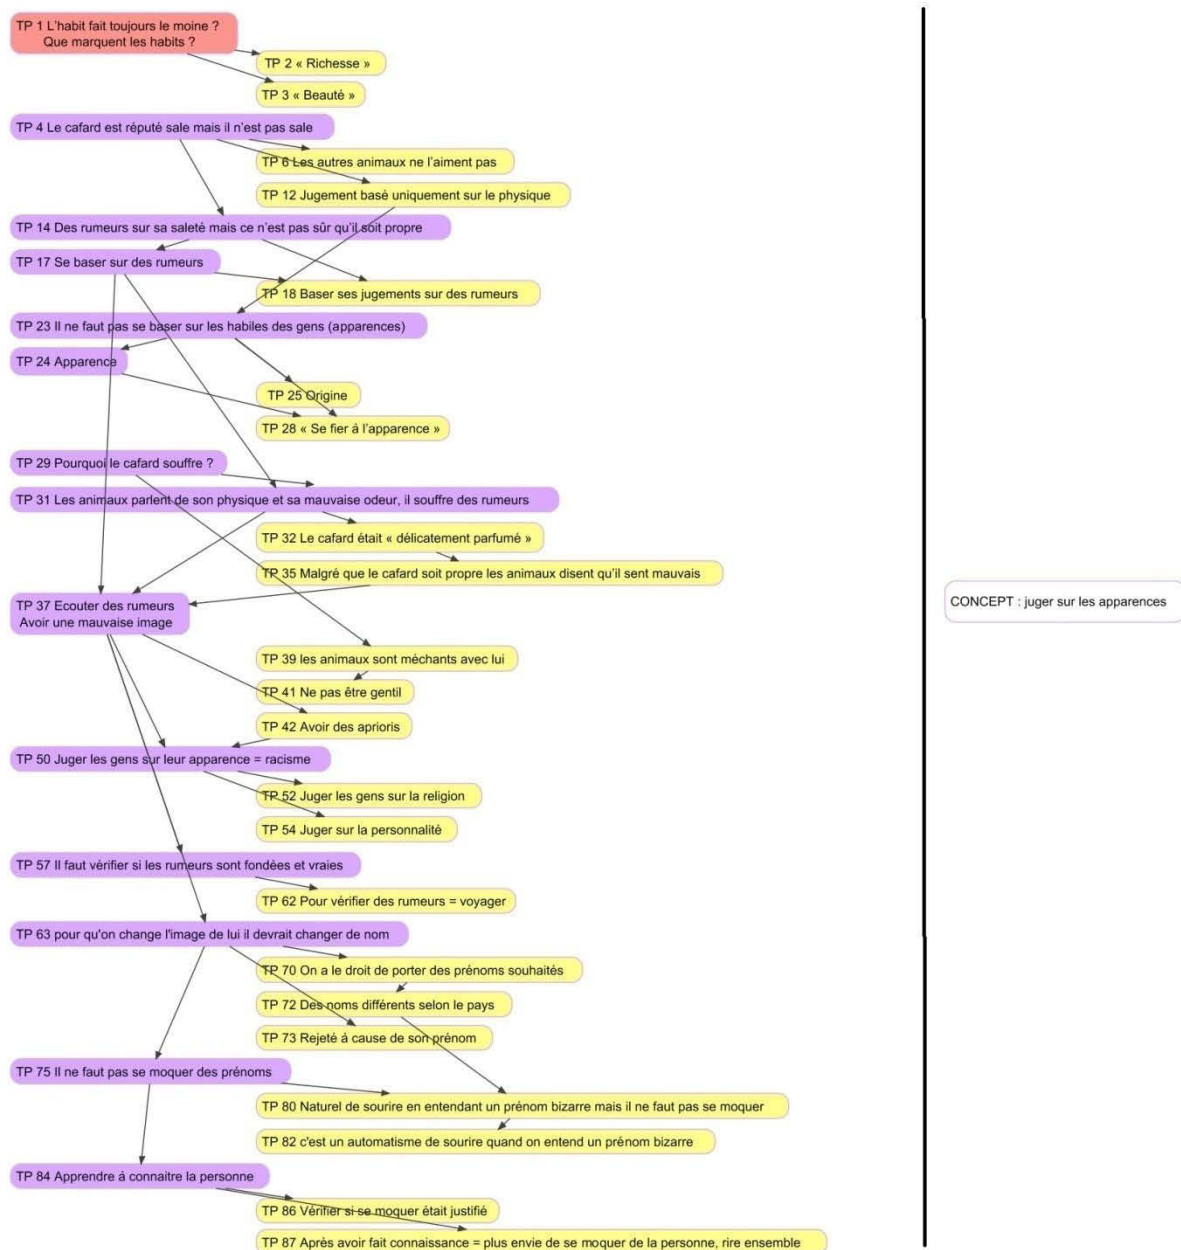 TP 1 L'habit fait toujours le moine ?
Que marquent les habits ?
TP 2 « Richesse »
TP 3 « Beauté »
TP 4 Le cafard est réputé sale mais il n'est pas sale
TP 6 Les autres animaux ne l'aiment pas
TP 12 Jugement basé uniquement sur le physique
TP 14 Des rumeurs sur sa saleté mais ce n'est pas sûr qu'il soit propre
TP 17 Se baser sur des rumeurs
TP 18 Baser ses jugements sur des rumeurs
TP 23 Il ne faut pas se baser sur les habiles des gens (apparences)
TP 24 Apparence
TP 25 Origine
TP 28 « Se fier á l'apparence »
TP 29 Pourquoi le cafard souffre ?
TP 31 Les animaux parlent de son physique et sa mauvaise odeur, il souffre des rumeurs
TP 32 Le cafard était « délicatement parfumé »
TP 35 Malgré que le cafard soit propre les animaux disent qu'il sent mauvais
CONCEPT : juger sur les apparences
TP 37 Ecouter des rumeurs
Avoir une mauvaise image
TP 39 les animaux sont méchants avec lui
TP 41 Ne pas être gentil
TP 42 Avoir des aprioris
TP 50 Juger les gens sur leur apparence = racisme
TP 52 Juger les gens sur la religion
TP 54 Juger sur la personnalité
TP 57 Il faut vérifier si les rumeurs sont fondées et vraies
TP 62 Pour vérifier des rumeurs = voyager
TP 63 pour qu'on change l'image de lui il devrait changer de nom
TP 70 On a le droit de porter des prénoms souhaités
TP 72 Des noms différents selon le pays
TP 73 Rejeté á cause de son prénom
TP 75 Il ne faut pas se moquer des prénoms
TP 80 Naturel de sourire en entendant un prénom bizarre mais il ne faut pas se moquer
TP 82 c'est un automatisme de sourire quand on entend un prénom bizarre
TP 84 Apprendre á connaitre la personne
TP 86 Vérifier si se moquer était justifié
TP 87 Après avoir fait connaissance = plus envie de se moquer de la personne, rire ensemble